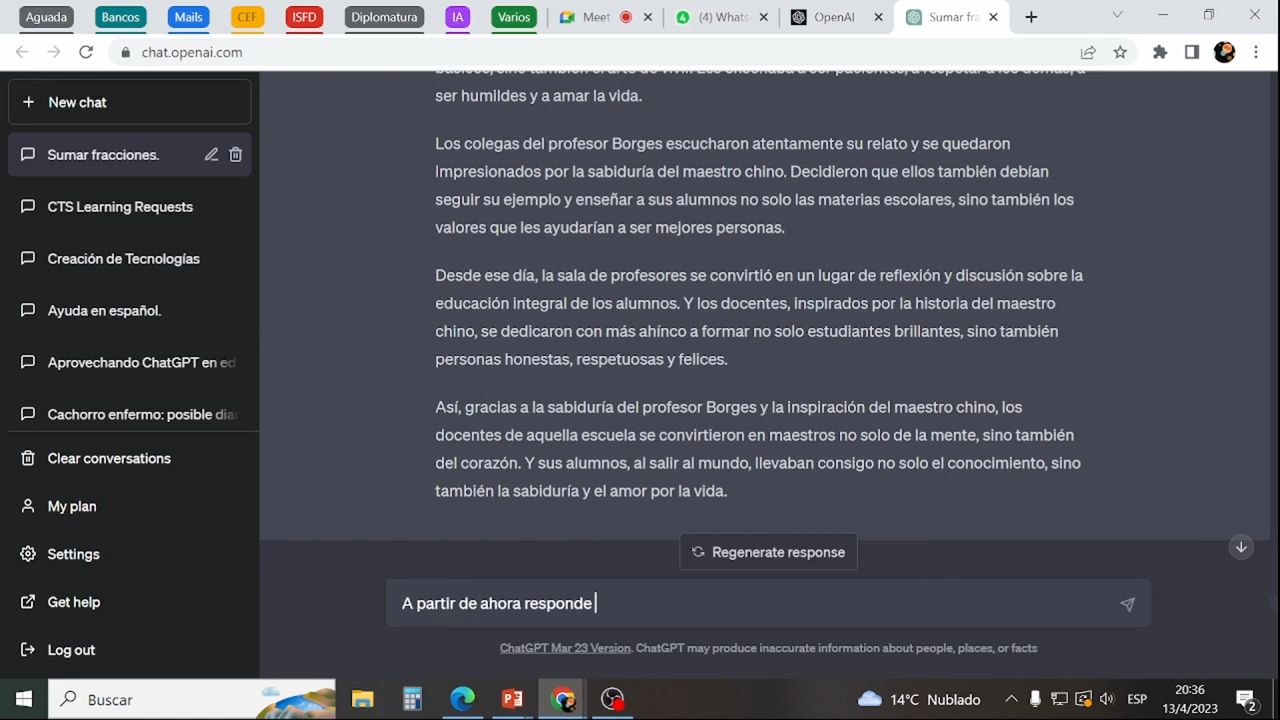 Aguada
Bancos
Mails
CEF
ISFD
Diplomatura
IA
Varios
Meet
(4) Whats
OpenAI
Sumar fra
chat.openai.com
New chat
Sumar fracciones.
CTS Learning Requests
Creación de Tecnologías
Ayuda en español.
Aprovechando ChatGPT en ed
Cachorro enfermo: posible dia
Clear conversations
My plan
Settings
Get help
Log out
ser humildes y a amar la vida.
Los colegas del profesor Borges escucharon atentamente su relato y se quedaron
impresionados por la sabiduría del maestro chino. Decidieron que ellos también debían
seguir su ejemplo y enseñar a sus alumnos no solo las materias escolares, sino también los
valores que les ayudarían a ser mejores personas.
Desde ese día, la sala de profesores se convirtió en un lugar de reflexión y discusión sobre la
educación integral de los alumnos. Y los docentes, inspirados por la historia del maestro
chino, se dedicaron con más ahínco a formar no solo estudiantes brillantes, sino también
personas honestas, respetuosas y felices.
Así, gracias a la sabiduría del profesor Borges y la inspiración del maestro chino, los
docentes de aquella escuela se convirtieron en maestros no solo de la mente, sino también
del corazón. Y sus alumnos, al salir al mundo, llevaban consigo no solo el conocimiento, sino
también la sabiduría y el amor por la vida.
Regenerate response
A partir de ahora responde
ChatGPT Mar 23 Version. ChatGPT may produce inaccurate information about people, places, or facts
Buscar
14°C Nublado
ESP
20:36
13/4/2023
2